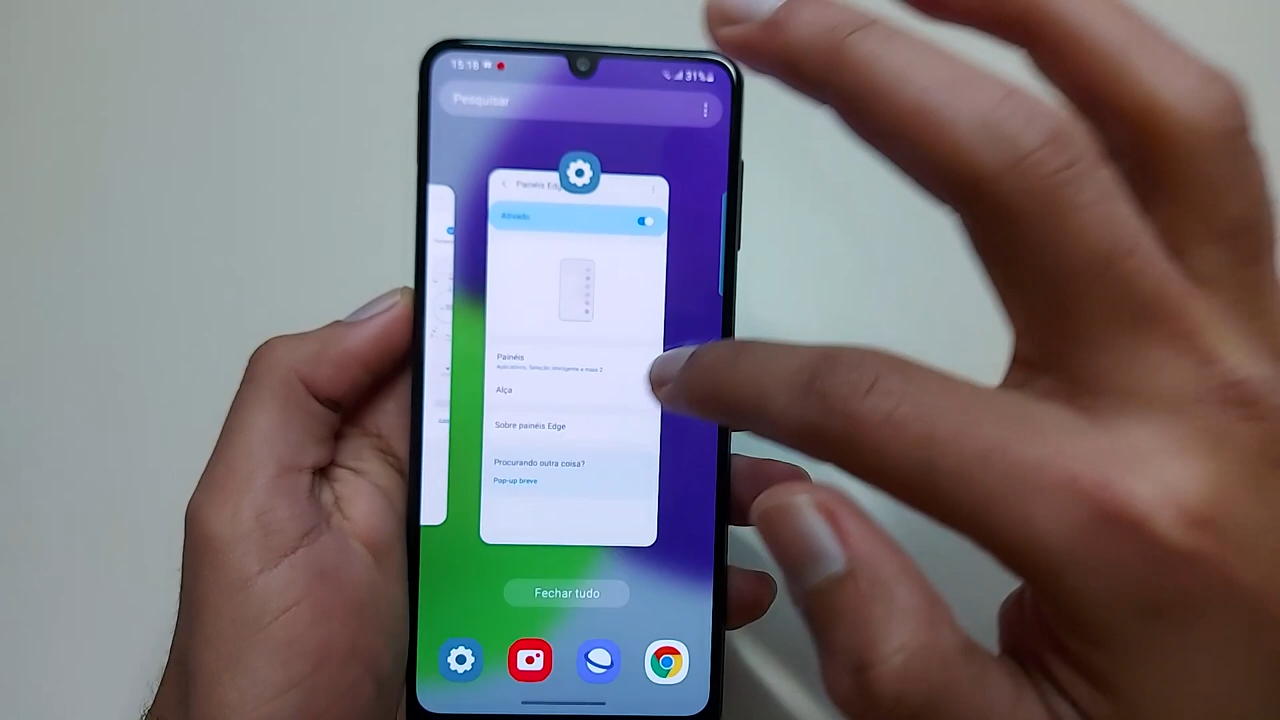 15:18
31%
Pesquisar
Painéis Edge
Ativado
Painéis
Aplicativos, Seleção inteligente e mais 2
Alça
Sobre painéis Edge
Procurando outra coisa?
Pop-up breve
Fechar tudo